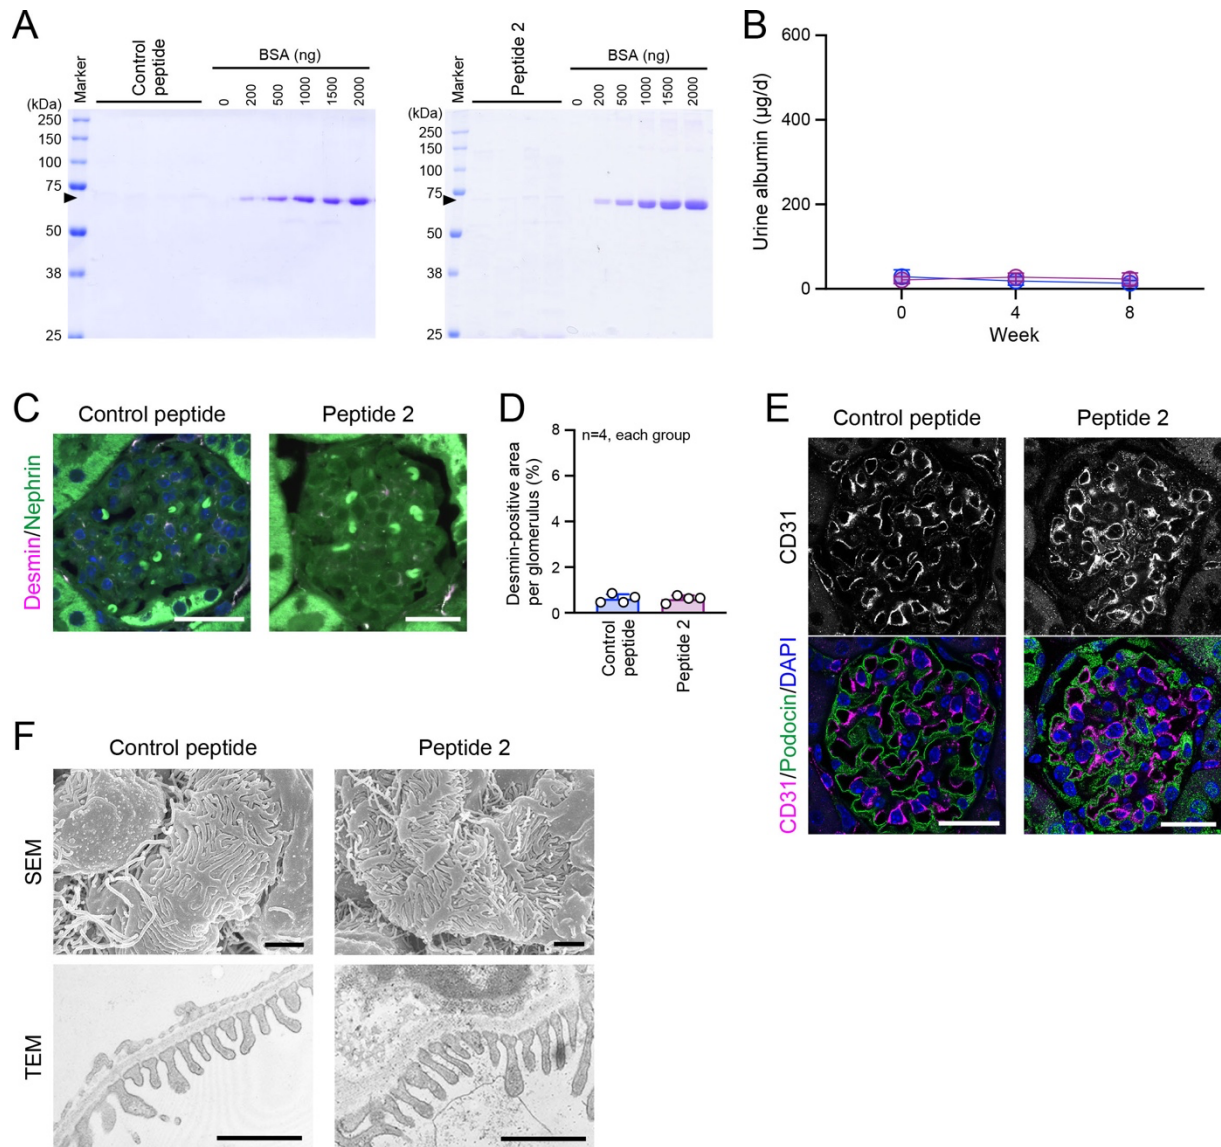 A
Marker
Control
peptide
BSA (ng)
0 200 500 1000 1500 2000
(kDa)
250
150
100
75
50
38
25
Marker
Peptide 2
BSA (ng)
0 200 500 1000 1500 2000
(kDa)
250
150
100
75
50
38
25
B
Urine albumin (µg/d)
600
400
200
0
0 4 8
Week
C
Control peptide Peptide 2
Desmin/Nephrin
D
n=4, each group
Desmin-positive area
per glomerulus (%)
8
6
4
2
0
Control
peptide
Peptide 2
E
Control peptide Peptide 2
CD31
CD31/Podocin/DAPI
F
Control peptide Peptide 2
SEM
TEM